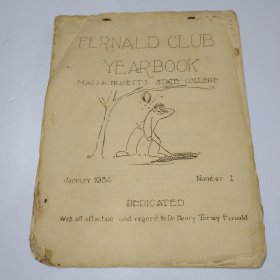 FERNALD CLUB
YEARBOOK
MASSACHUSETTS STATE COLLEGE
January 1932 Number 1
DEDICATED
With all affection and regard to Dr. Henry Torsey Fernald